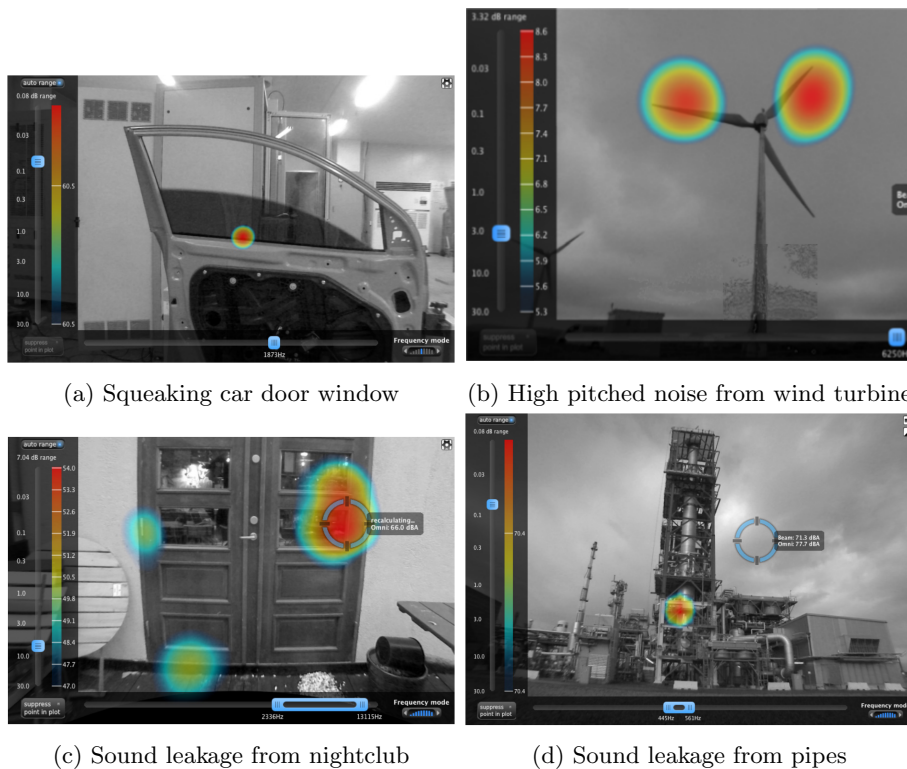 auto range
0.08 dB range
0.03
0.1
0.3
1.0
3.0
10.0
30.0
60.5
60.5
suppress
point in plot
1873Hz
Frequency mode
(a) Squeaking car door window
3.32 dB range
0.03
0.1
0.3
1.0
3.0
10.0
30.0
8.6
8.3
8.0
7.7
7.4
7.1
6.8
6.5
6.2
5.9
5.6
5.3
suppress
point in plot
6250Hz
(b) High pitched noise from wind turbine
auto range
7.04 dB range
0.03
0.1
0.3
1.0
3.0
10.0
30.0
54.0
53.3
52.6
51.9
51.2
50.5
49.8
49.1
48.4
47.7
47.0
recalculating..
Omni: 66.0 dBA
suppress
point in plot
2336Hz
13115Hz
Frequency mode
(c) Sound leakage from nightclub
auto range
0.08 dB range
0.03
0.1
0.3
1.0
3.0
10.0
30.0
70.4
70.4
Beam: 71.3 dBA
Omni: 77.7 dBA
suppress
point in plot
445Hz
561Hz
Frequency mode
(d) Sound leakage from pipes